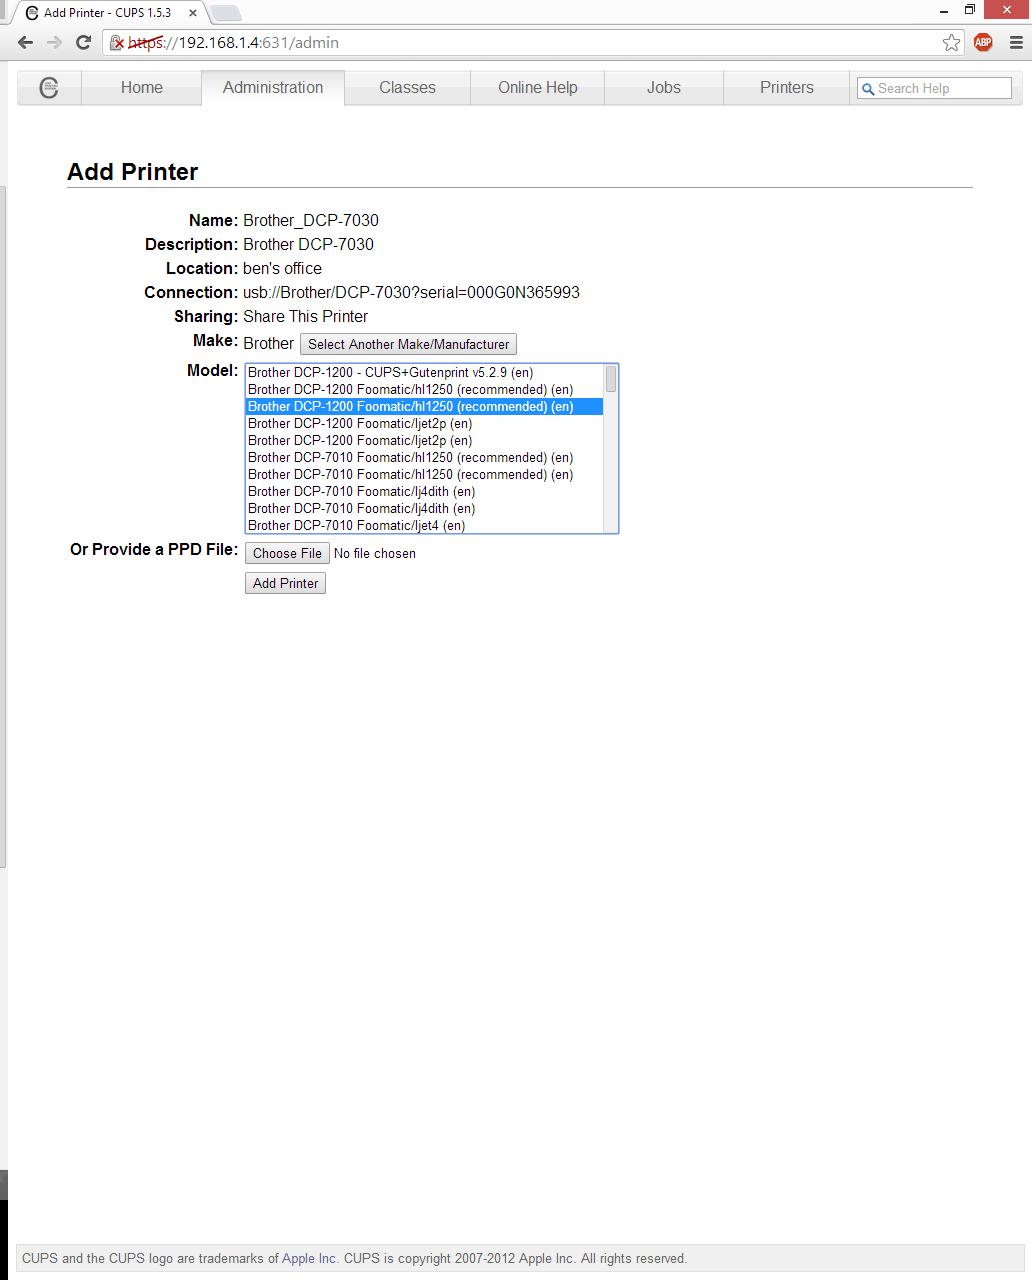 Add Printer - CUPS 1.5.3
https://192.168.1.4:631/admin
ABP
Home
Administration
Classes
Online Help
Jobs
Printers
Search Help
Add Printer
Name: Brother_DCP-7030
Description: Brother DCP-7030
Location: ben's office
Connection: usb://Brother/DCP-7030?serial=000G0N365993
Sharing: Share This Printer
Make: Brother Select Another Make/Manufacturer
Model: Brother DCP-1200 - CUPS+Gutenprint v5.2.9 (en)
Brother DCP-1200 Foomatic/hl1250 (recommended) (en)
Brother DCP-1200 Foomatic/hl1250 (recommended) (en)
Brother DCP-1200 Foomatic/ljet2p (en)
Brother DCP-1200 Foomatic/ljet2p (en)
Brother DCP-7010 Foomatic/hl1250 (recommended) (en)
Brother DCP-7010 Foomatic/hl1250 (recommended) (en)
Brother DCP-7010 Foomatic/lj4dith (en)
Brother DCP-7010 Foomatic/lj4dith (en)
Brother DCP-7010 Foomatic/ljet4 (en)
Or Provide a PPD File: Choose File No file chosen
Add Printer
CUPS and the CUPS logo are trademarks of Apple Inc. CUPS is copyright 2007-2012 Apple Inc. All rights reserved.